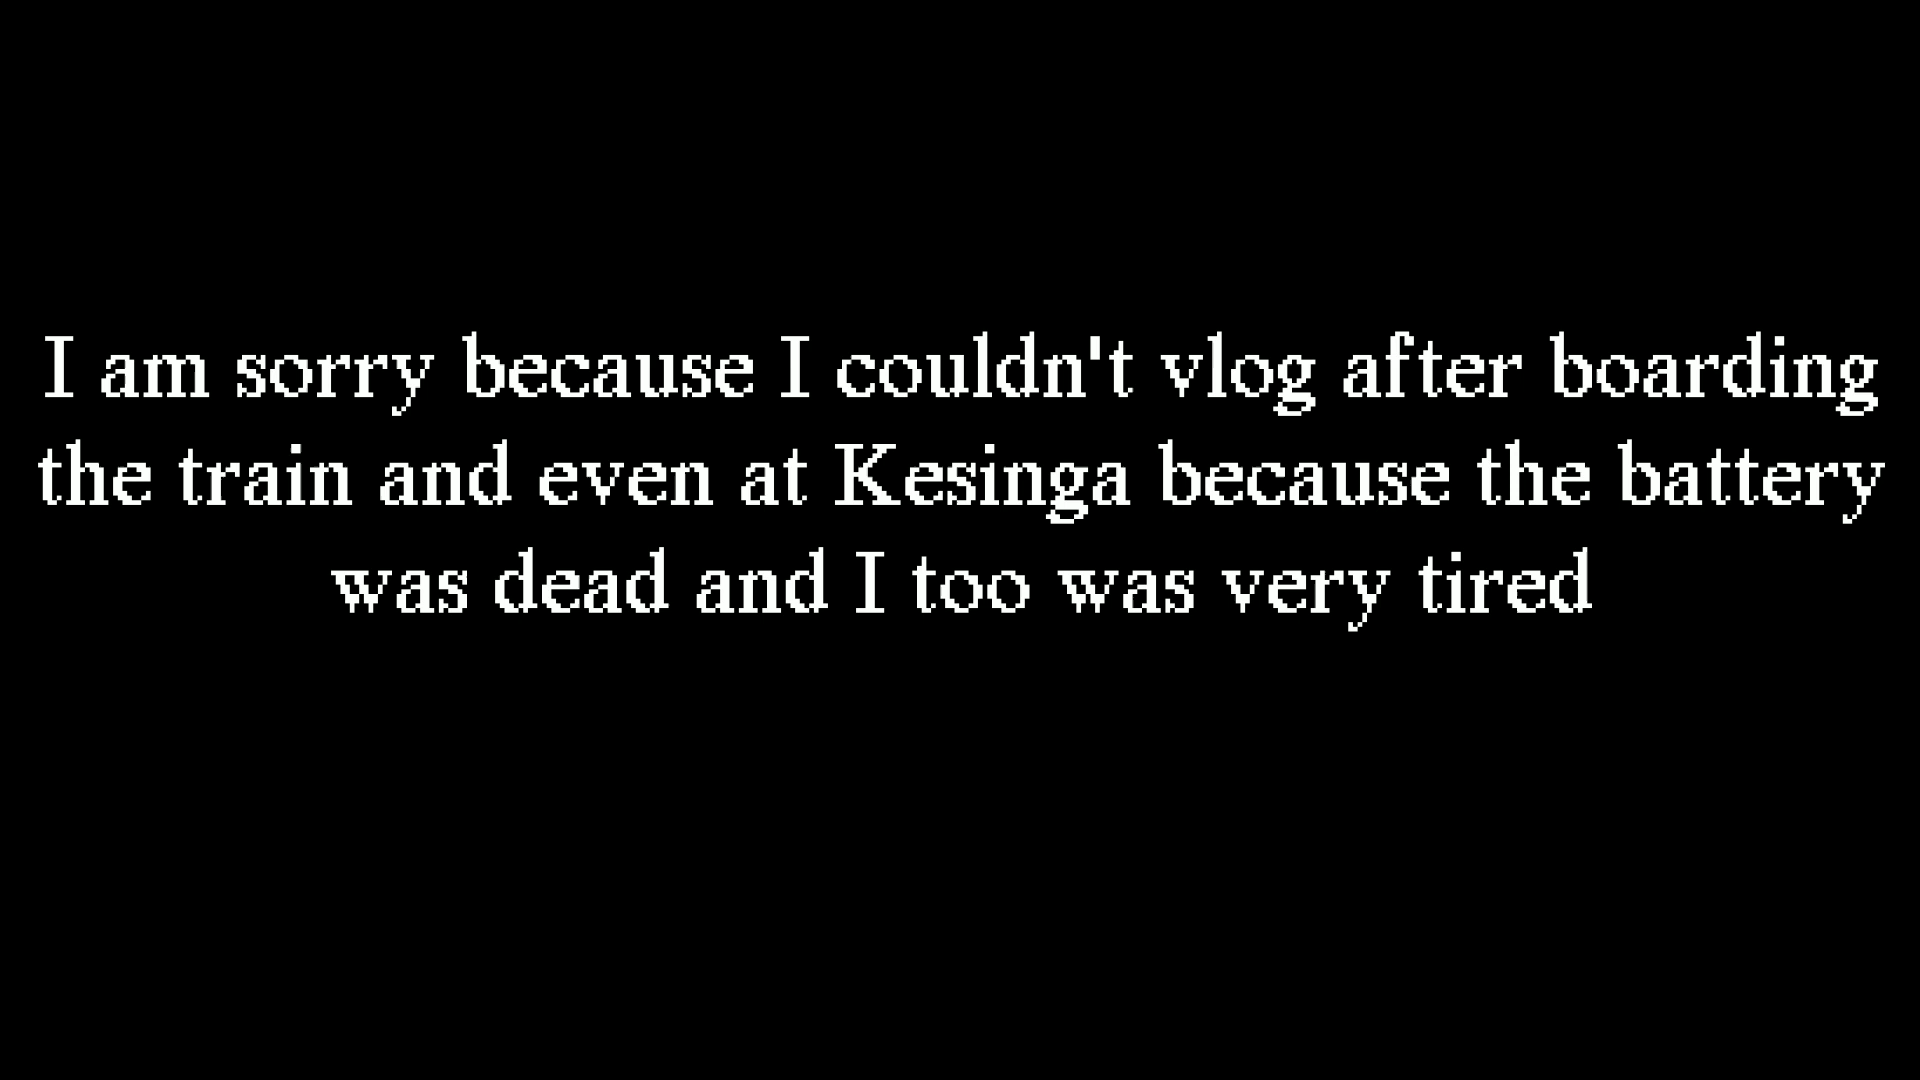 I am sorry because I couldn't vlog after boarding
the train and even at Kesinga because the battery
was dead and I too was very tired